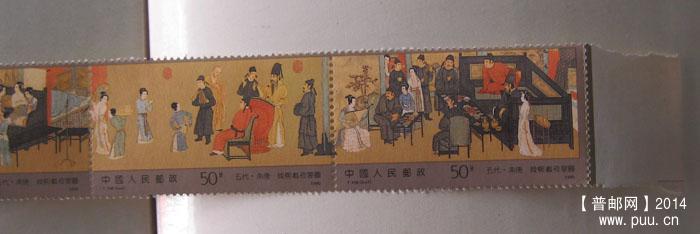 中國人民郵政 50分 五代·南唐 韓熙載夜宴圖
中國人民郵政 50分 五代·南唐 韓熙載夜宴圖
【普邮网】2014
www.puu.cn